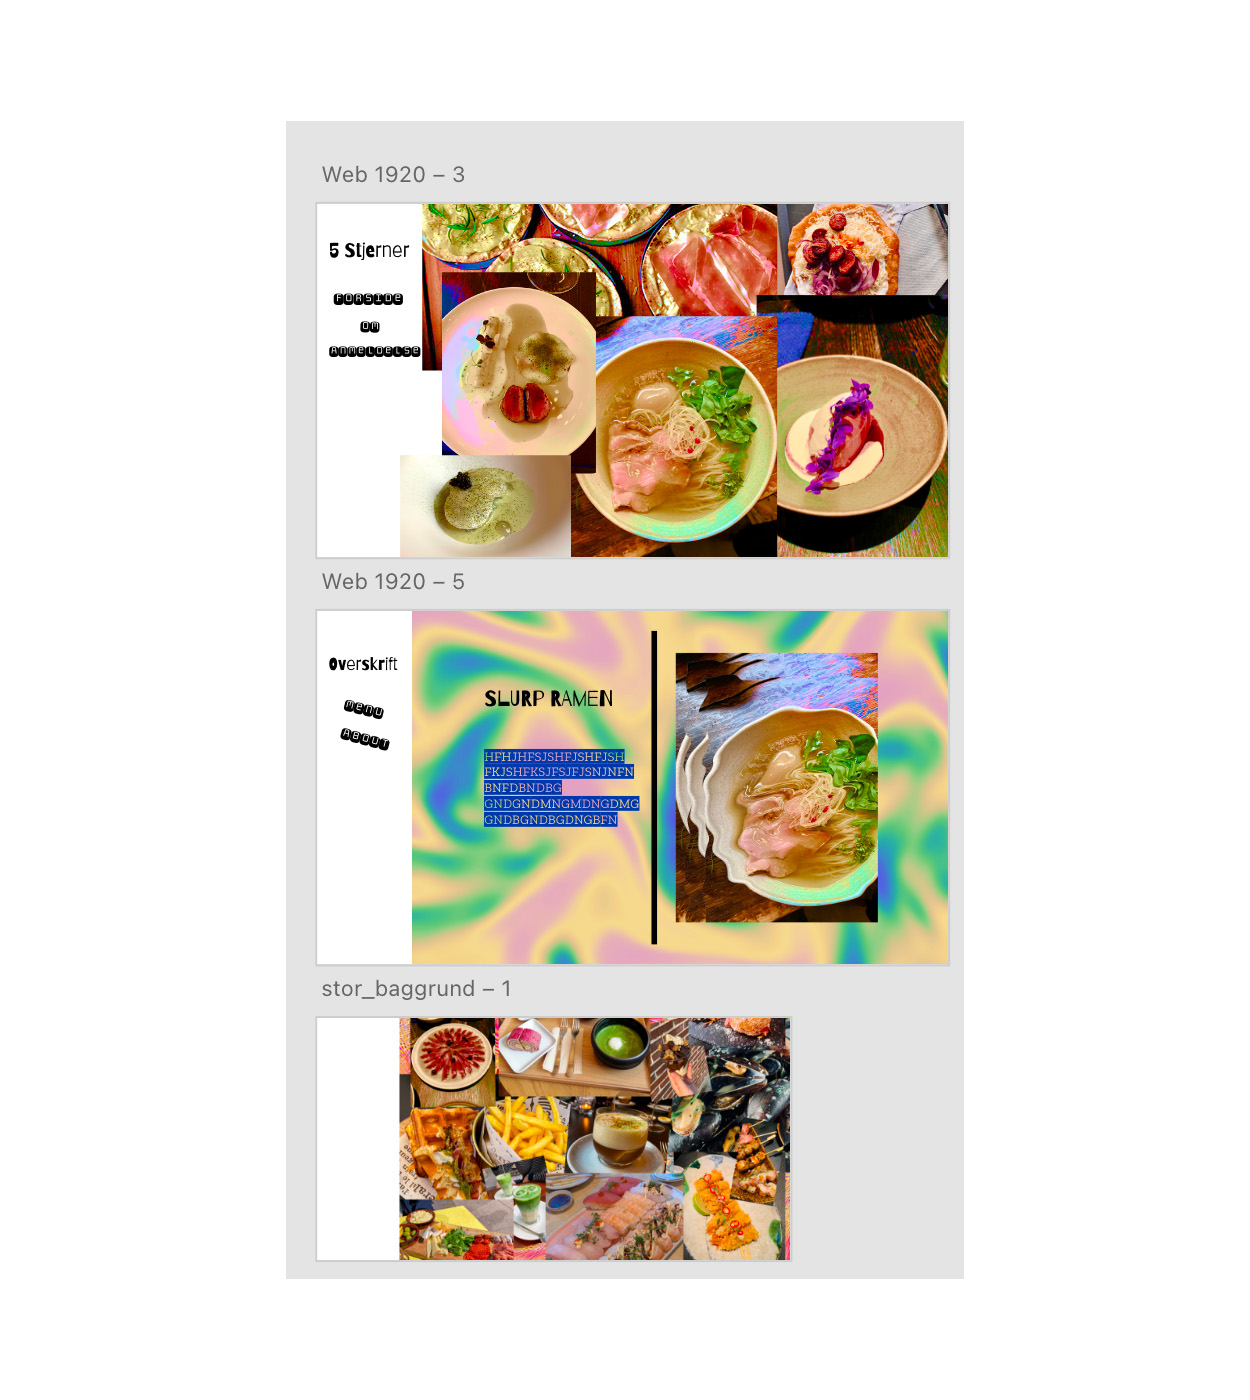 Web 1920 – 3
5 Stjerner
FORSIDE
OM
ANMELDELSE
Web 1920 – 5
Overskrift
MENU
ABOUT
SLURP RAMEN
HFHJHFSJSHFJSHFJSH
FKJSHFKSJFSJFJSNJNFN
BNFDBNDBG
GNDGNDMNGMDNGDMG
GNDBGNDBGDNGBFN
stor_baggrund – 1